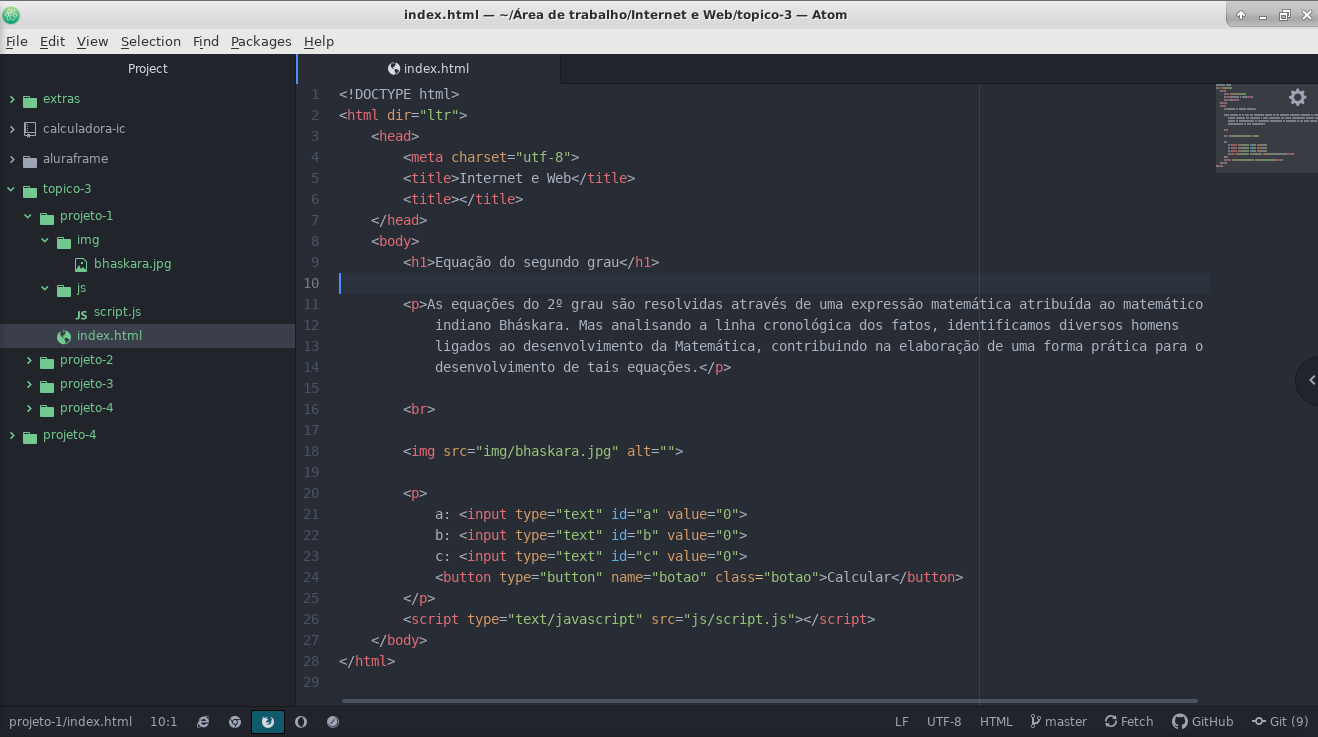 index.html — ~/Área de trabalho/Internet e Web/topico-3 — Atom
File Edit View Selection Find Packages Help
Project
index.html
extras
calculadora-ic
aluraframe
topico-3
projeto-1
img
bhaskara.jpg
js
script.js
index.html
projeto-2
projeto-3
projeto-4
projeto-4
1 <!DOCTYPE html>
2 <html dir="ltr">
3 <head>
4 <meta charset="utf-8">
5 <title>Internet e Web</title>
6 <title></title>
7 </head>
8 <body>
9 <h1>Equação do segundo grau</h1>
10
11 <p>As equações do 2º grau são resolvidas através de uma expressão matemática atribuída ao matemático
12 indiano Bháskara. Mas analisando a linha cronológica dos fatos, identificamos diversos homens
13 ligados ao desenvolvimento da Matemática, contribuindo na elaboração de uma forma prática para o
14 desenvolvimento de tais equações.</p>
15
16 <br>
17
18 <img src="img/bhaskara.jpg" alt="">
19
20 <p>
21 a: <input type="text" id="a" value="0">
22 b: <input type="text" id="b" value="0">
23 c: <input type="text" id="c" value="0">
24 <button type="button" name="botao" class="botao">Calcular</button>
25 </p>
26 <script type="text/javascript" src="js/script.js"></script>
27 </body>
28 </html>
29
projeto-1/index.html 10:1 LF UTF-8 HTML master Fetch GitHub Git (9)